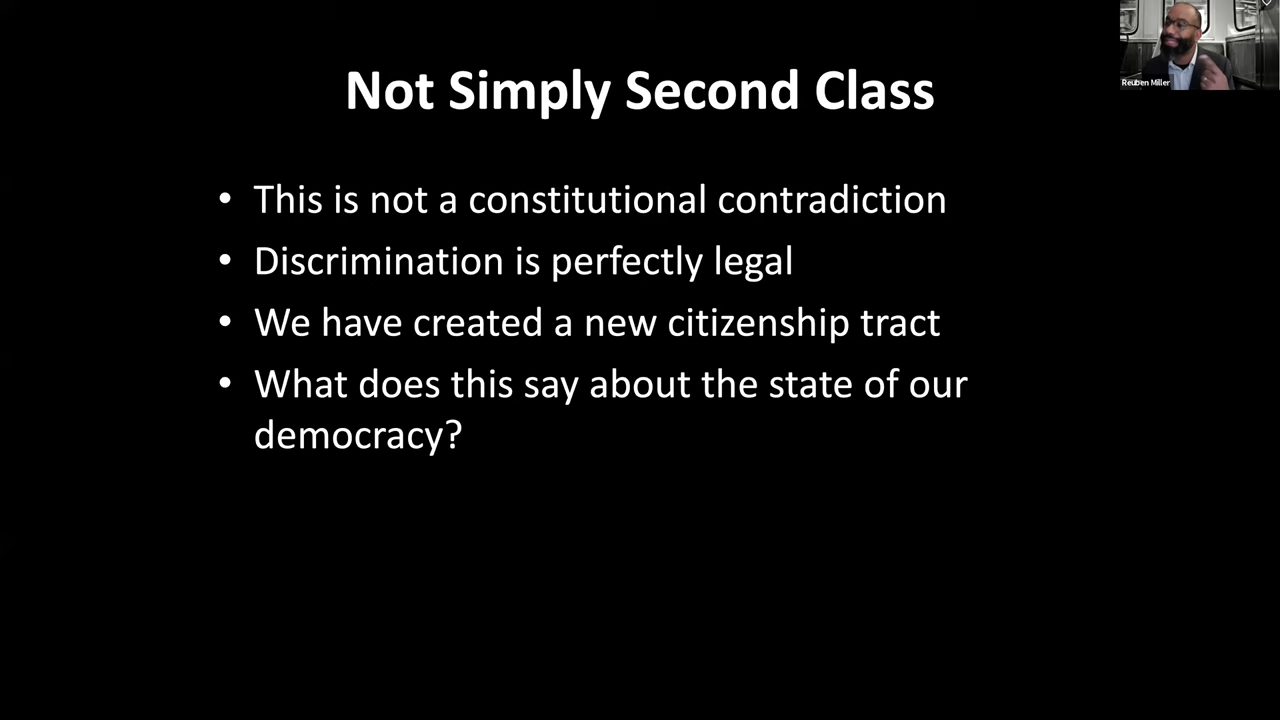 Not Simply Second Class
• This is not a constitutional contradiction
• Discrimination is perfectly legal
• We have created a new citizenship tract
• What does this say about the state of our
democracy?
Reuben Miller